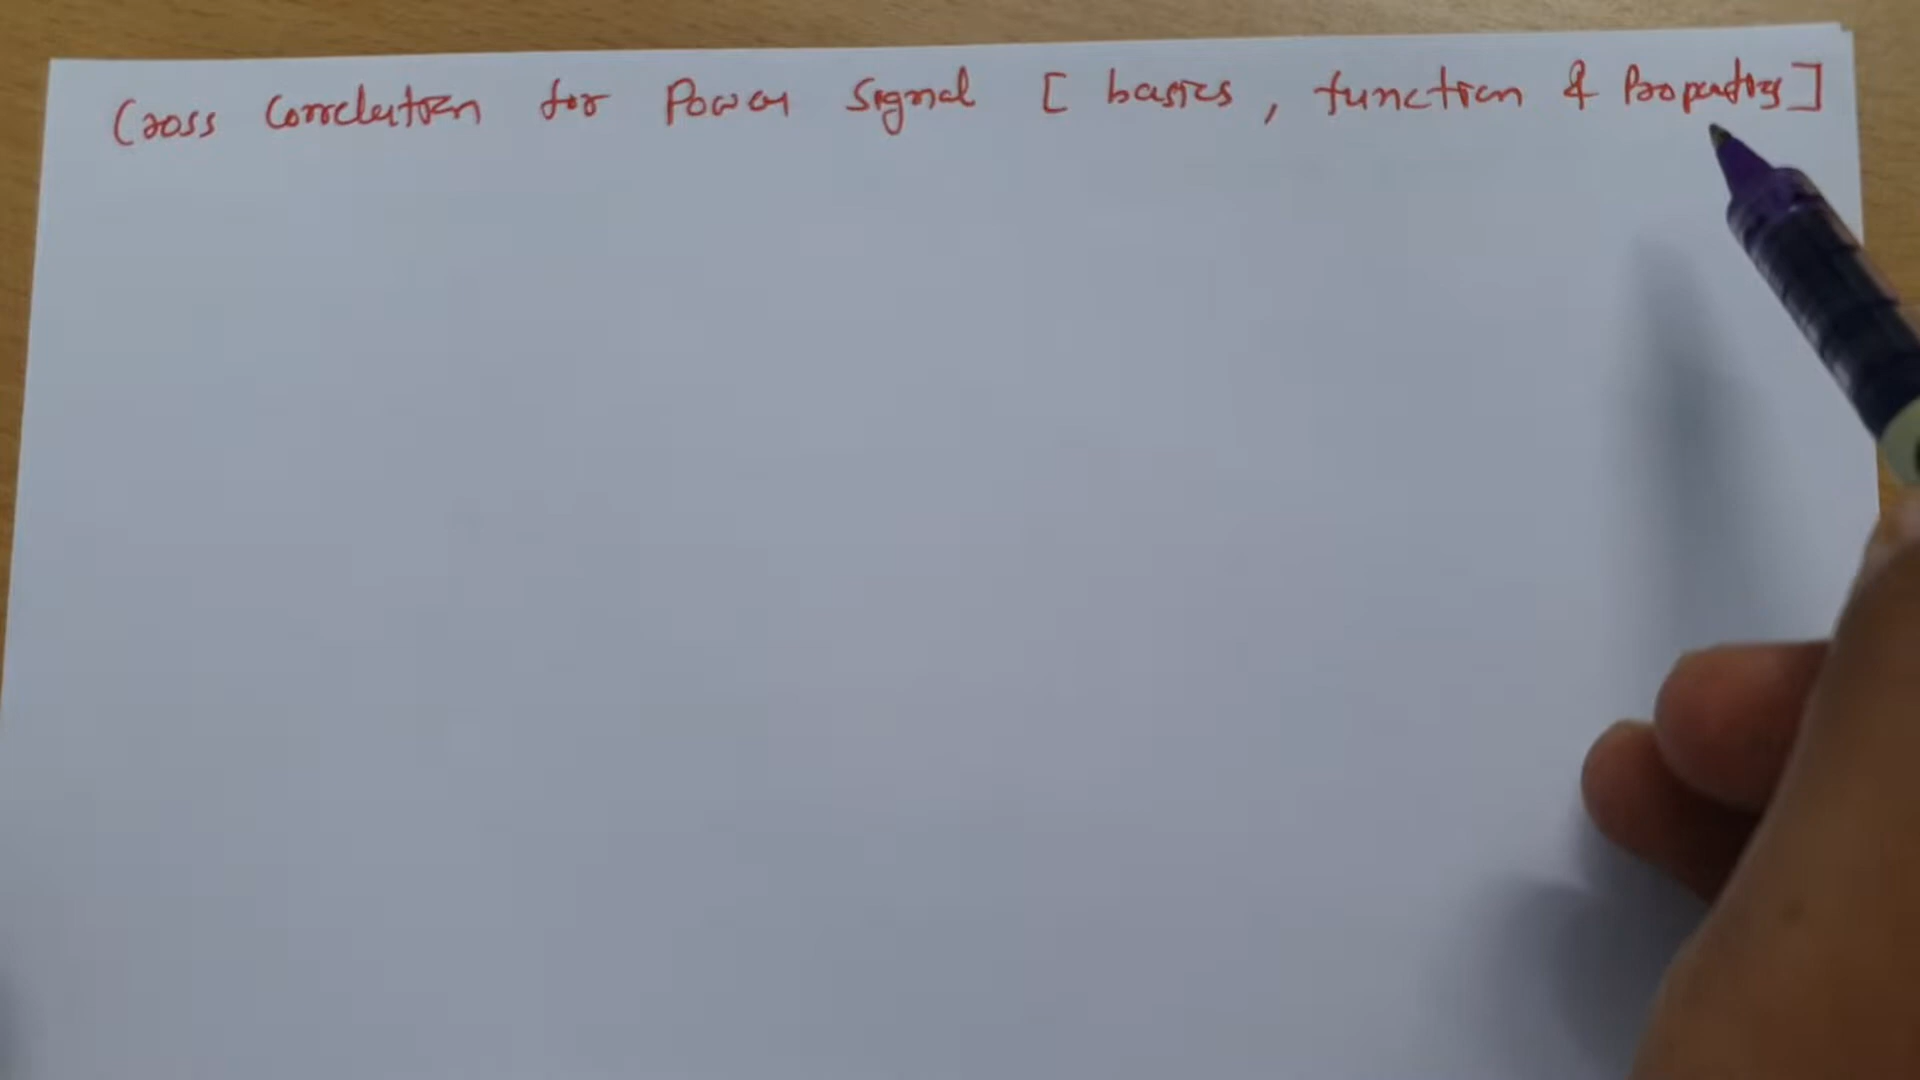 Cross Correlation for Power Signal [ basics , function & Properties ]